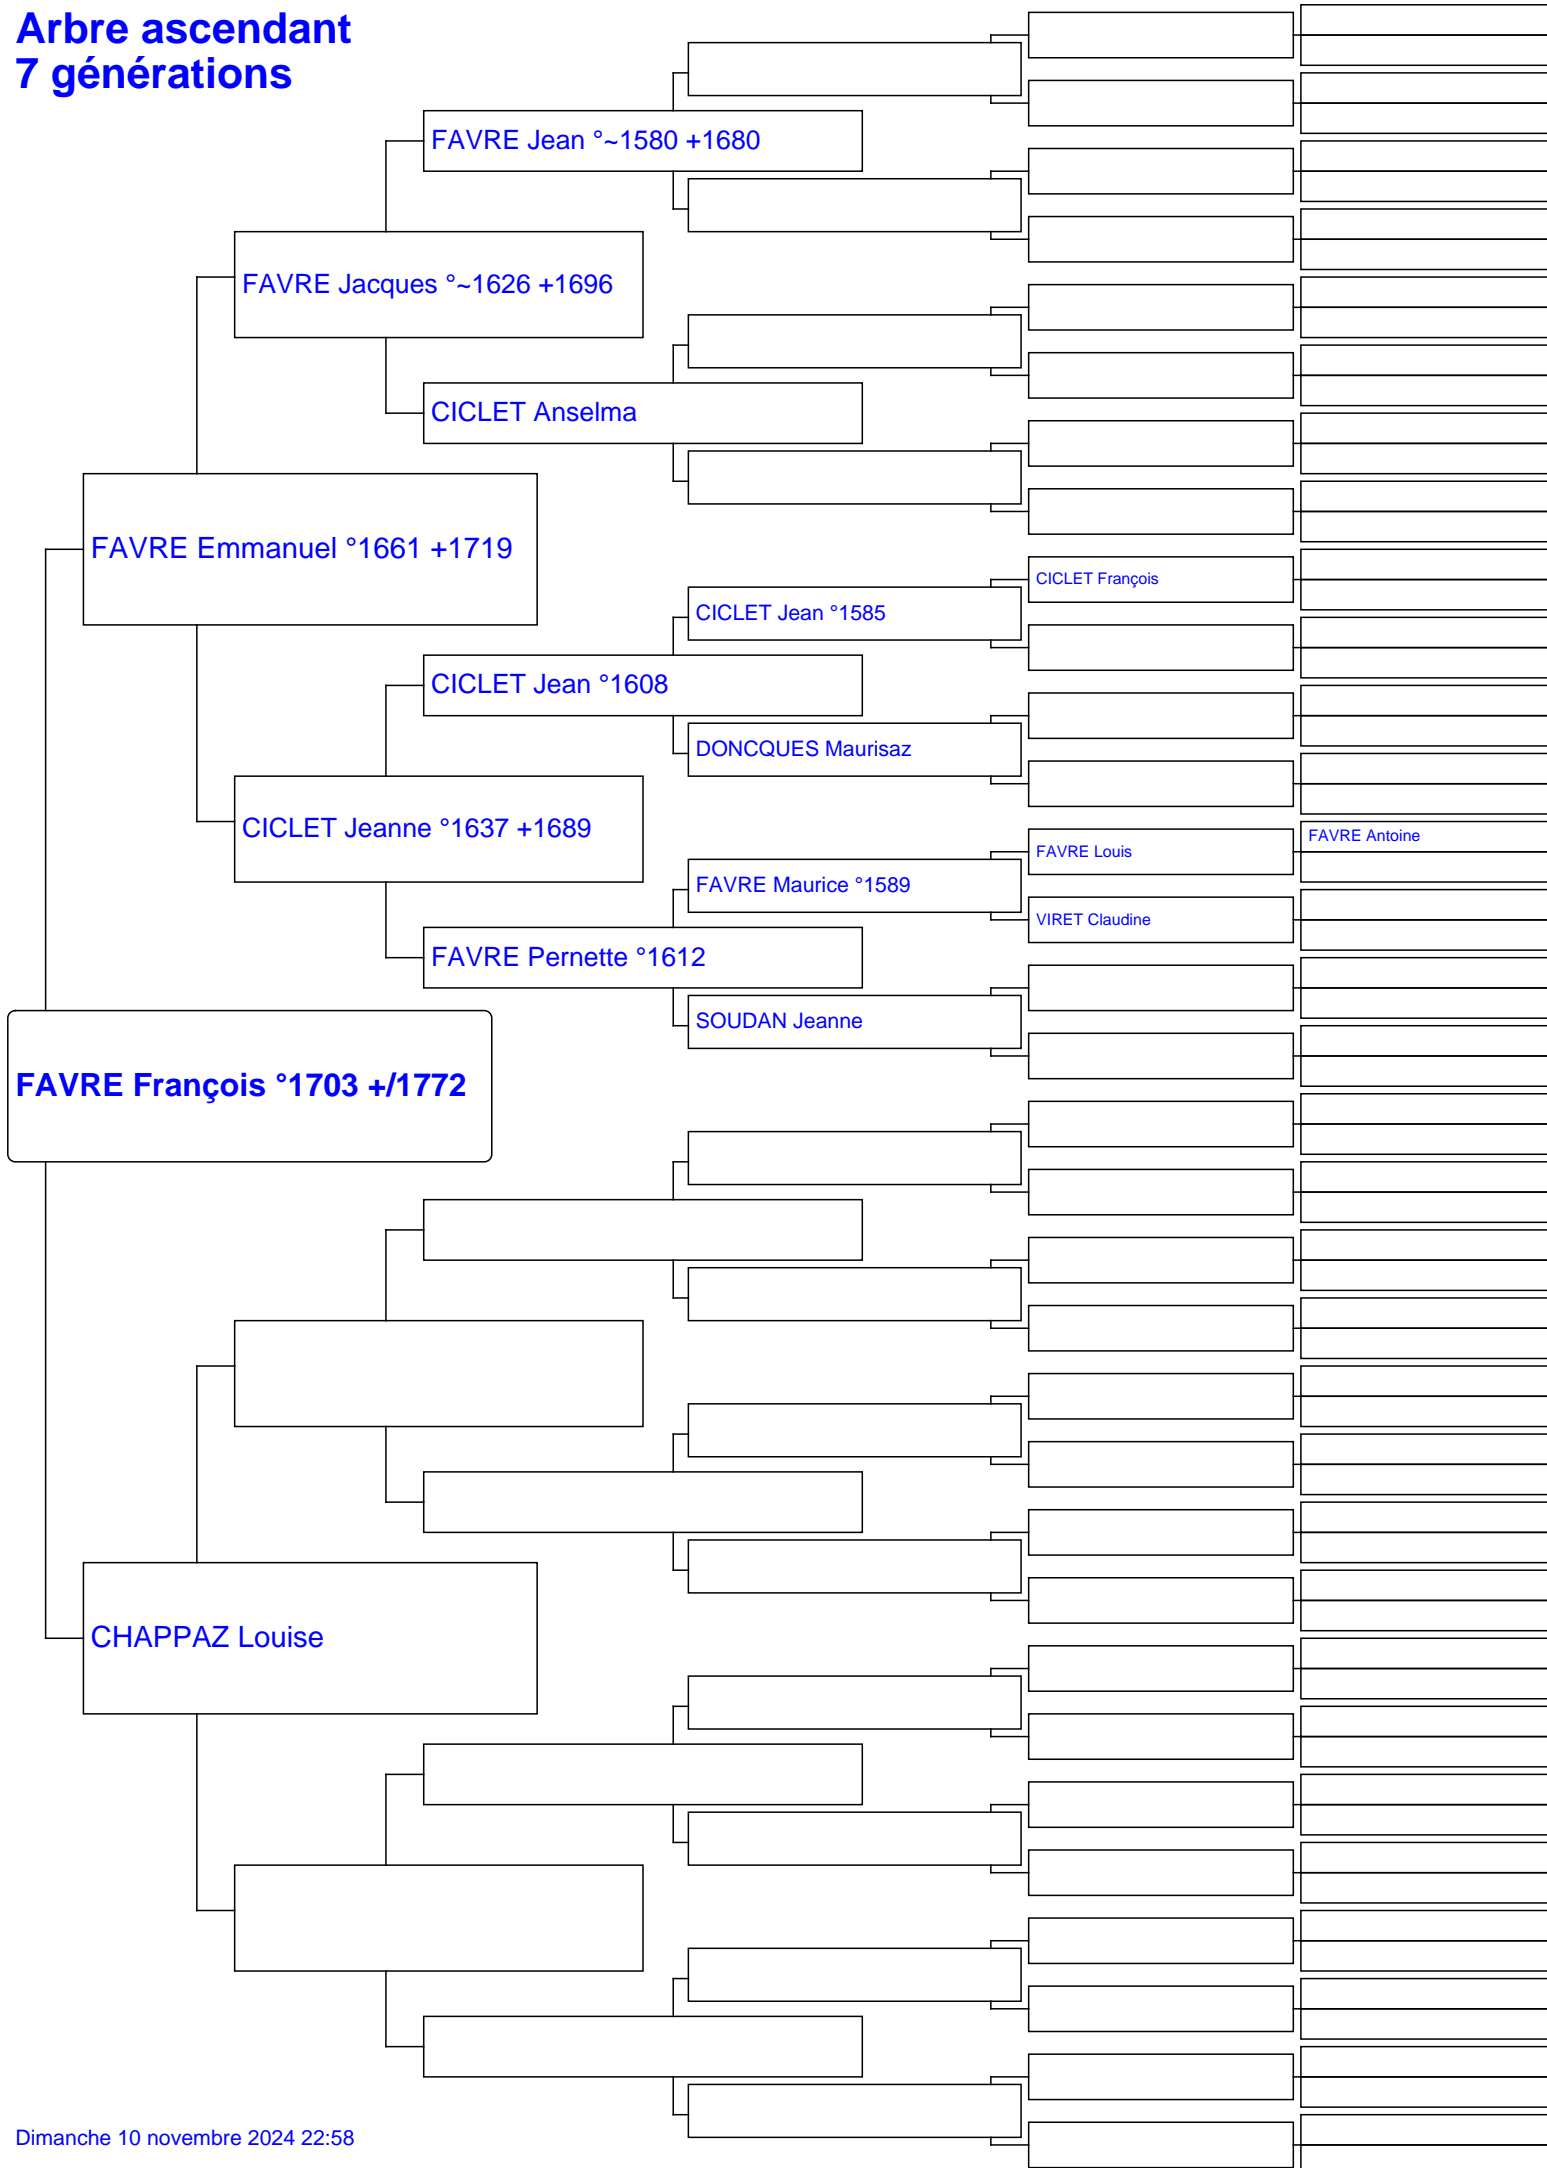 Arbre ascendant
7 générations
FAVRE Jean °~1580 +1680
FAVRE Jacques °~1626 +1696
CICLET Anselma
FAVRE Emmanuel °1661 +1719
CICLET François
CICLET Jean °1585
CICLET Jean °1608
DONCQUES Maurisaz
CICLET Jeanne °1637 +1689
FAVRE Antoine
FAVRE Louis
FAVRE Maurice °1589
VIRET Claudine
FAVRE Pernette °1612
SOUDAN Jeanne
FAVRE François °1703 +/1772
CHAPPAZ Louise
Dimanche 10 novembre 2024 22:58